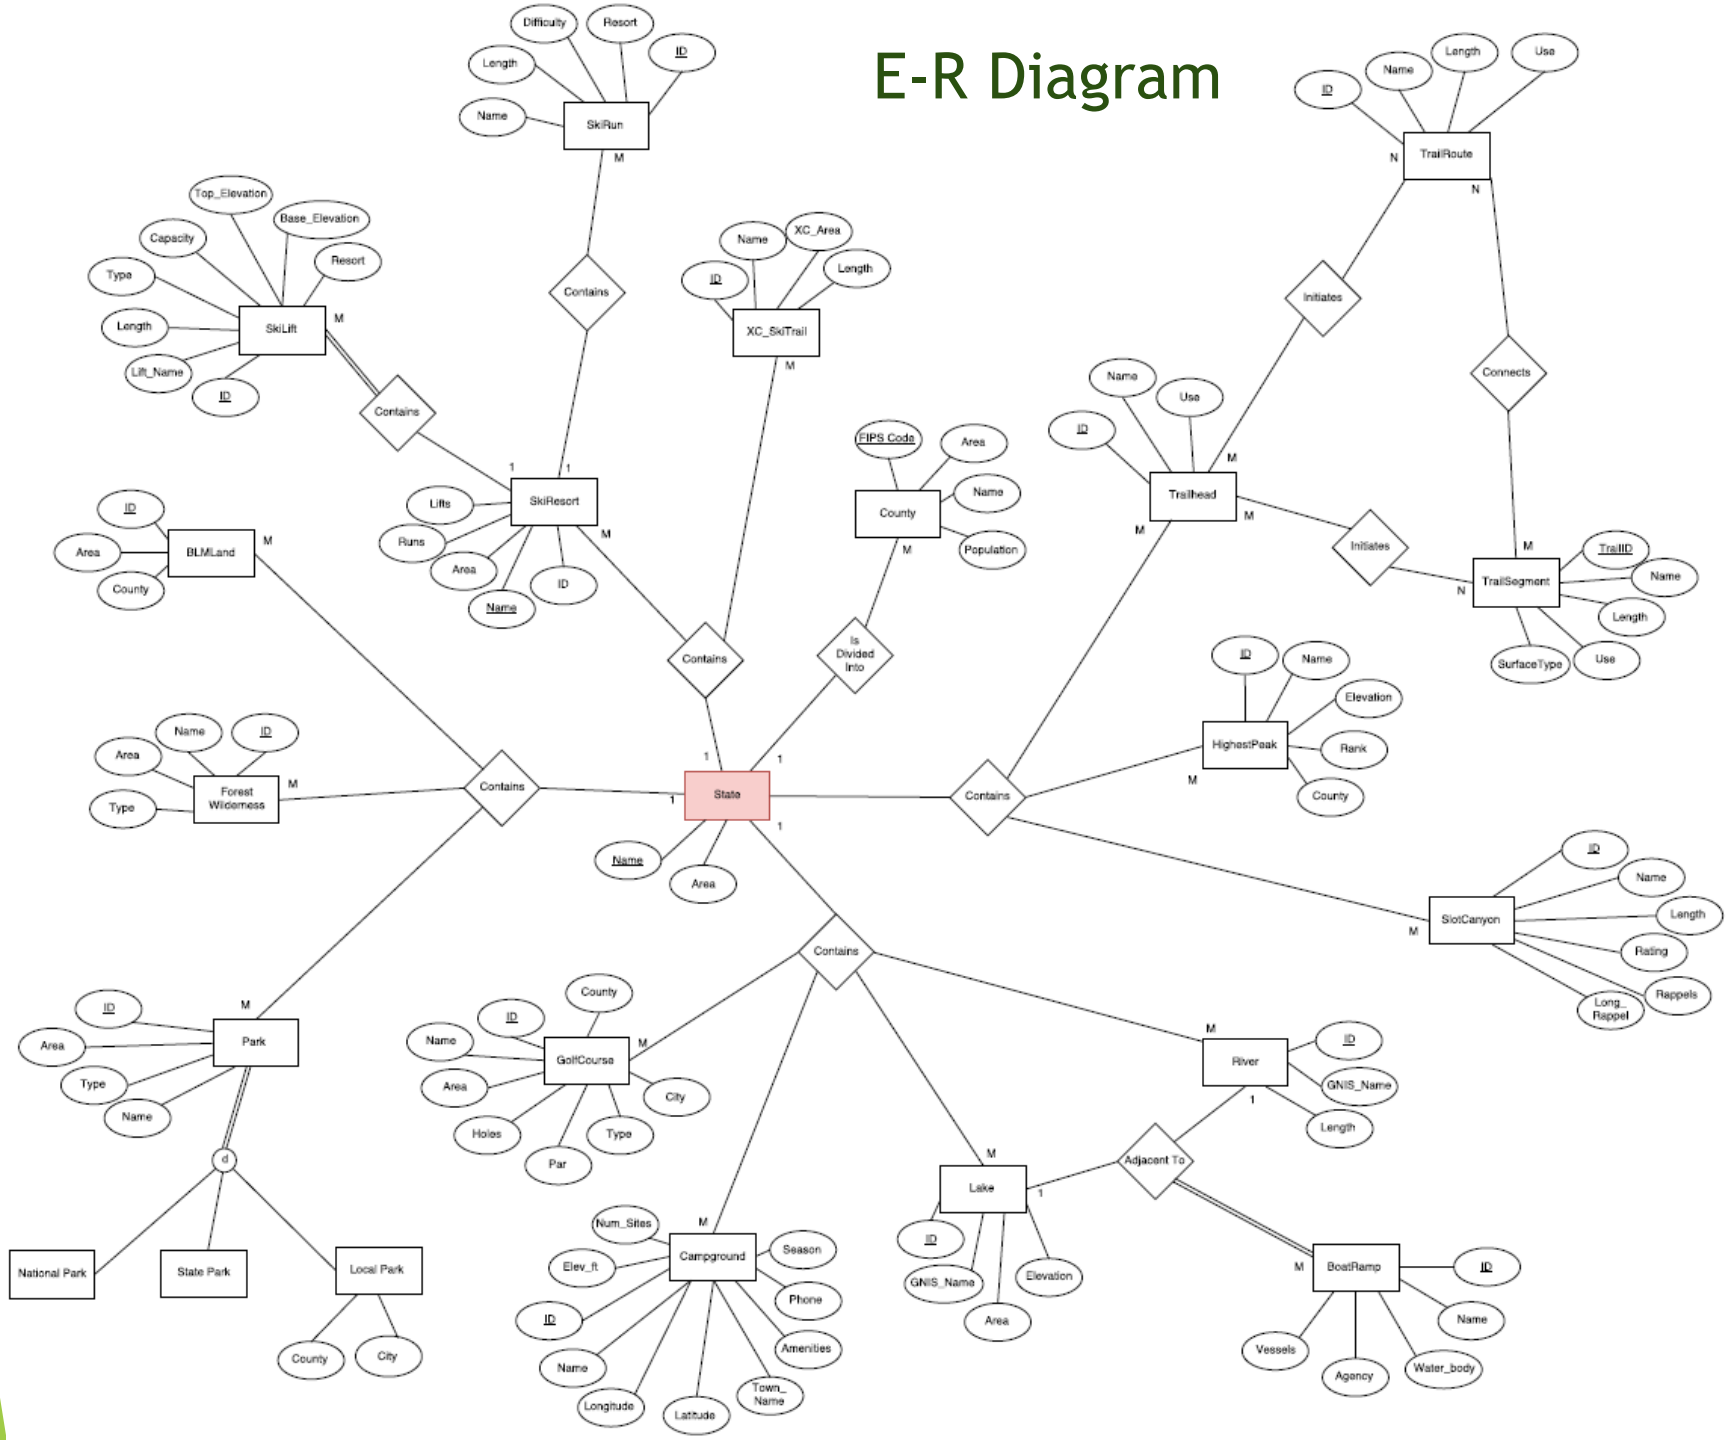 E-R Diagram
Difficulty
Resort
ID
Length
Name
SkiRun
M
Contains
1
Top_Elevation
Base_Elevation
Capacity
Resort
Type
Length
Lift_Name
ID
SkiLift
M
Contains
1
Name
XC_Area
ID
Length
XC_SkiTrail
M
ID
Name
Length
Use
TrailRoute
N
N
Initiates
Connects
Name
Use
ID
Trailhead
M
M
M
Initiates
N
M
TrailSegment
TrailID
Name
Length
Use
SurfaceType
FIPS Code
Area
Name
Population
County
M
Is
Divided
Into
1
SkiResort
Lifts
Runs
Area
Name
ID
M
Contains
1
ID
Area
County
BLMLand
M
Name
ID
Area
Type
Forest
Wilderness
M
Contains
1
State
Name
Area
1
Contains
ID
Name
Elevation
Rank
County
HighestPeak
M
ID
Name
Length
Rating
Rappels
Long_
Rappel
SlotCanyon
M
Contains
ID
Area
Type
Name
Park
M
d
National Park
State Park
Local Park
County
City
County
ID
Name
Area
Holes
Par
Type
City
GolfCourse
M
Num_Sites
Elev_ft
ID
Name
Longitude
Latitude
Town_
Name
Amenities
Phone
Season
Campground
M
Lake
M
1
ID
GNIS_Name
Area
Elevation
River
M
1
ID
GNIS_Name
Length
Adjacent To
BoatRamp
M
ID
Name
Water_body
Agency
Vessels